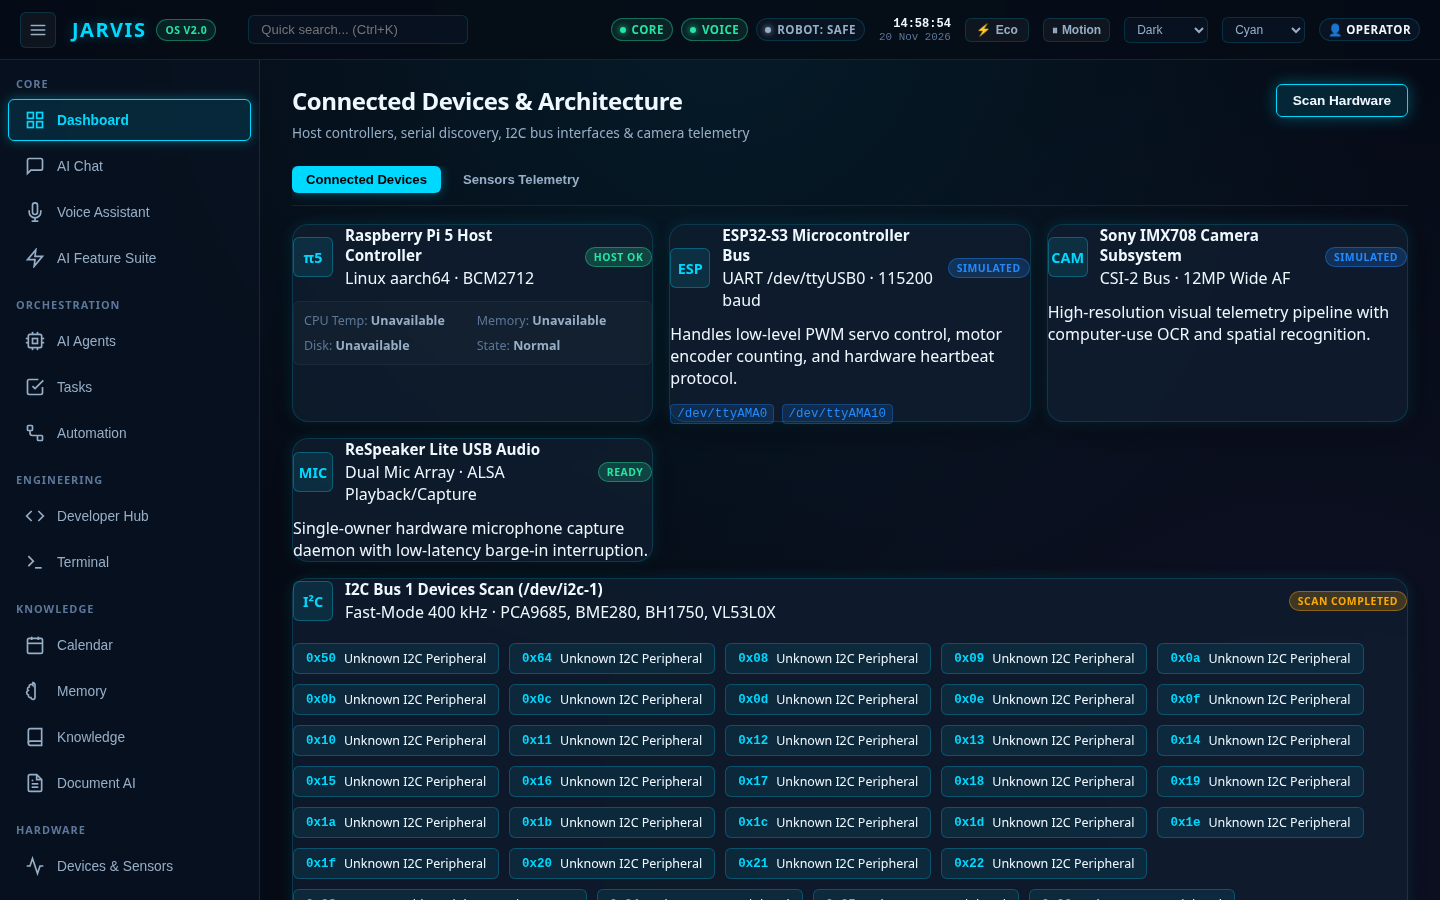 JARVIS
OS V2.0
Quick search... (Ctrl+K)
CORE
VOICE
ROBOT: SAFE
14:58:54
20 Nov 2026
⚡ Eco
Motion
Dark
Cyan
OPERATOR
CORE
Dashboard
AI Chat
Voice Assistant
AI Feature Suite
ORCHESTRATION
AI Agents
Tasks
Automation
ENGINEERING
Developer Hub
Terminal
KNOWLEDGE
Calendar
Memory
Knowledge
Document AI
HARDWARE
Devices & Sensors
Connected Devices & Architecture
Host controllers, serial discovery, I2C bus interfaces & camera telemetry
Scan Hardware
Connected Devices
Sensors Telemetry
π5
Raspberry Pi 5 Host
Controller
Linux aarch64 · BCM2712
HOST OK
CPU Temp: Unavailable
Memory: Unavailable
Disk: Unavailable
State: Normal
ESP
ESP32-S3 Microcontroller
Bus
UART /dev/ttyUSB0 · 115200
baud
SIMULATED
Handles low-level PWM servo control, motor
encoder counting, and hardware heartbeat
protocol.
/dev/ttyAMA0
/dev/ttyAMA10
CAM
Sony IMX708 Camera
Subsystem
CSI-2 Bus · 12MP Wide AF
SIMULATED
High-resolution visual telemetry pipeline with
computer-use OCR and spatial recognition.
MIC
ReSpeaker Lite USB Audio
Dual Mic Array · ALSA
Playback/Capture
READY
Single-owner hardware microphone capture
daemon with low-latency barge-in interruption.
I²C
I2C Bus 1 Devices Scan (/dev/i2c-1)
Fast-Mode 400 kHz · PCA9685, BME280, BH1750, VL53L0X
SCAN COMPLETED
0x50 Unknown I2C Peripheral
0x64 Unknown I2C Peripheral
0x08 Unknown I2C Peripheral
0x09 Unknown I2C Peripheral
0x0a Unknown I2C Peripheral
0x0b Unknown I2C Peripheral
0x0c Unknown I2C Peripheral
0x0d Unknown I2C Peripheral
0x0e Unknown I2C Peripheral
0x0f Unknown I2C Peripheral
0x10 Unknown I2C Peripheral
0x11 Unknown I2C Peripheral
0x12 Unknown I2C Peripheral
0x13 Unknown I2C Peripheral
0x14 Unknown I2C Peripheral
0x15 Unknown I2C Peripheral
0x16 Unknown I2C Peripheral
0x17 Unknown I2C Peripheral
0x18 Unknown I2C Peripheral
0x19 Unknown I2C Peripheral
0x1a Unknown I2C Peripheral
0x1b Unknown I2C Peripheral
0x1c Unknown I2C Peripheral
0x1d Unknown I2C Peripheral
0x1e Unknown I2C Peripheral
0x1f Unknown I2C Peripheral
0x20 Unknown I2C Peripheral
0x21 Unknown I2C Peripheral
0x22 Unknown I2C Peripheral